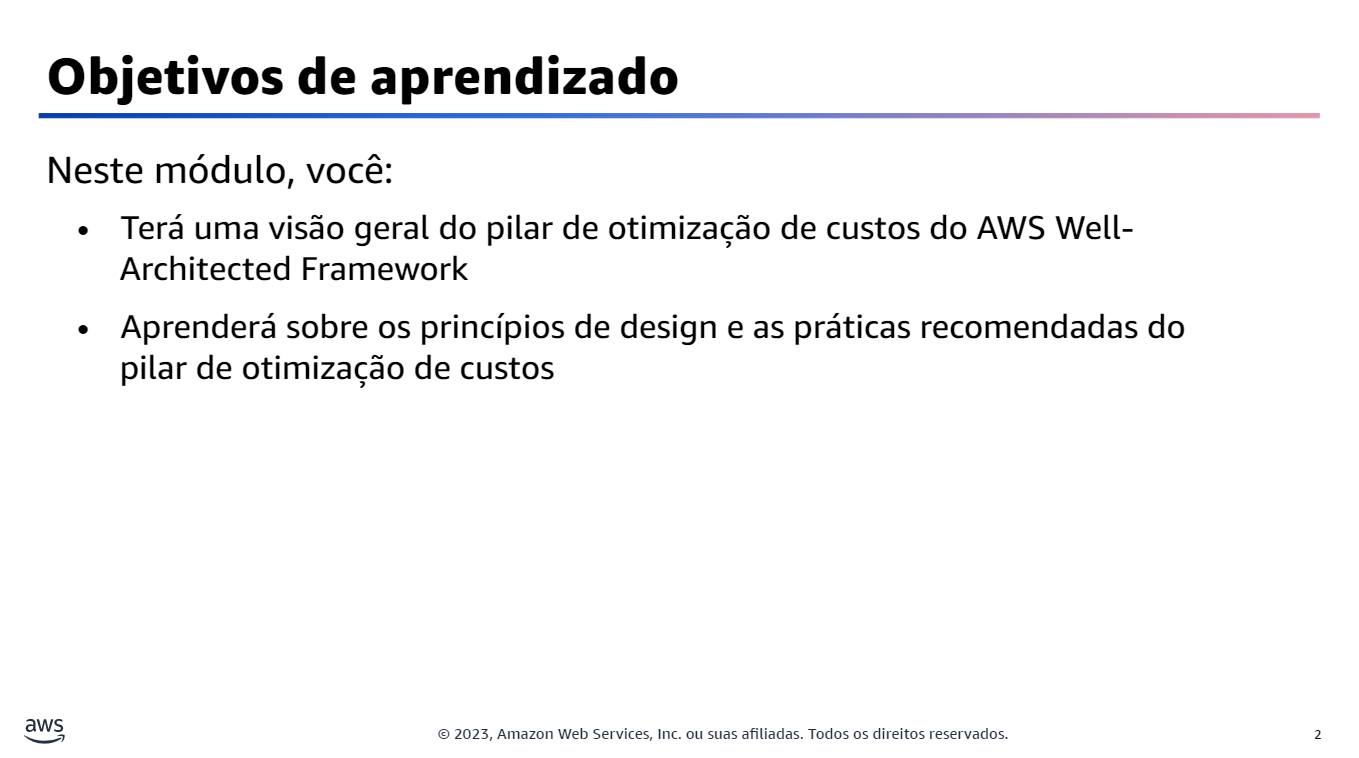 Objetivos de aprendizado
Neste módulo, você:
• Terá uma visão geral do pilar de otimização de custos do AWS Well-
Architected Framework
• Aprenderá sobre os princípios de design e as práticas recomendadas do
pilar de otimização de custos
aws
© 2023, Amazon Web Services, Inc. ou suas afiliadas. Todos os direitos reservados.
2